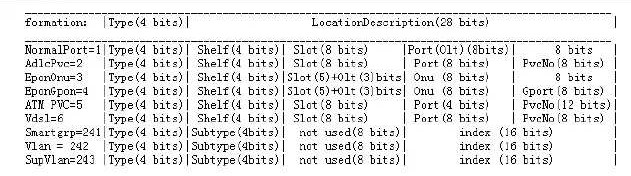 formation: |Type(4 bits)| LocationDescription(28 bits) |
NormalPort=1|Type(4 bits)| Shelf(4 bits)| Slot(8 bits) |Port(Olt)(8bits)| 8 bits
AdlcPvc=2 |Type(4 bits)| Shelf(4 bits)| Slot(8 bits) | Port(8 bits) | PvcNo(8 bits)
EponOnu=3 |Type(4 bits)| Shelf(4 bits)|Slot(5)+Olt(3)bits| Onu (8 bits) | 8 bits
EponGpon=4 |Type(4 bits)| Shelf(4 bits)|Slot(5)+Olt(3)bits| Onu (8 bits) | Gport(8 bits)
ATM PVC=5 |Type(4 bits)| Shelf(4 bits)| Slot(8 bits) | Port(4 bits) |PvcNo(12 bits)
Vdsl=6 |Type(4 bits)| Shelf(4 bits)| Slot(8 bits) | Port(8 bits) | PvcNo(8bits)
Smartgrp=241|Type(4 bits)|Subtype(4bits)| not used(8 bits)| index (16 bits)
Vlan = 242 |Type(4 bits)|Subtype(4bits)| not used(8 bits)| index (16 bits)
SupVlan=243 |Type(4 bits)|Subtype(4bits)| not used(8 bits)| index (16 bits)